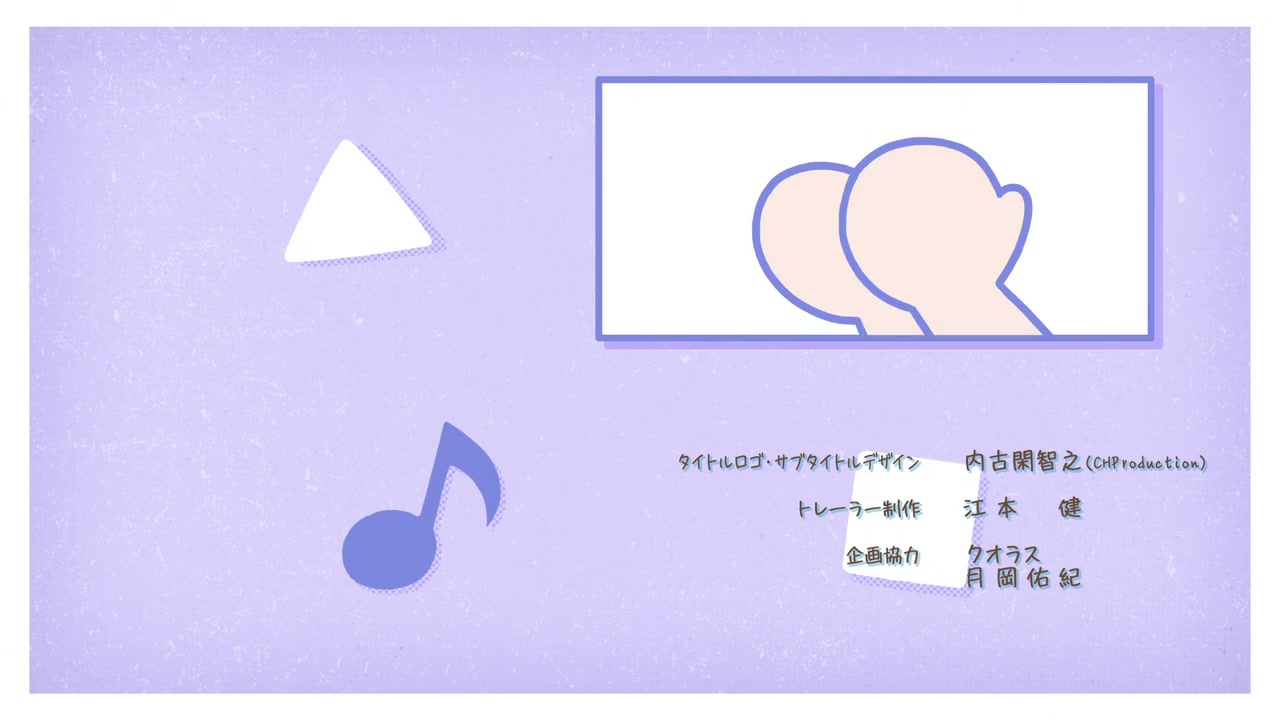 タイトルロゴ・サブタイトルデザイン 内古閑智之(CHProduction)
トレーラー制作 江本 健
企画協力 クオラス
月岡佑紀